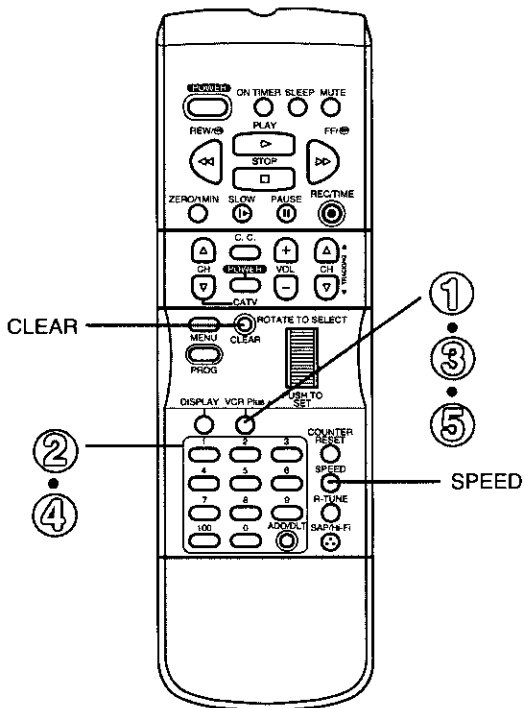 POWER ON TIMER SLEEP MUTE
PLAY
REW/ FF/
STOP
ZERO/1MIN SLOW PAUSE REC/TIME
C. C.
CH POWER VOL CH TRACKING
CATV
CLEAR ROTATE TO SELECT
MENU CLEAR
PROG
PUSH TO
SET
DISPLAY VCR Plus+
COUNTER
RESET
1 2 3
SPEED SPEED
4 5 6
R-TUNE
7 8 9
SAP/Hi-Fi
100 0 ADD/DLT
① • ③ • ⑤
② • ④